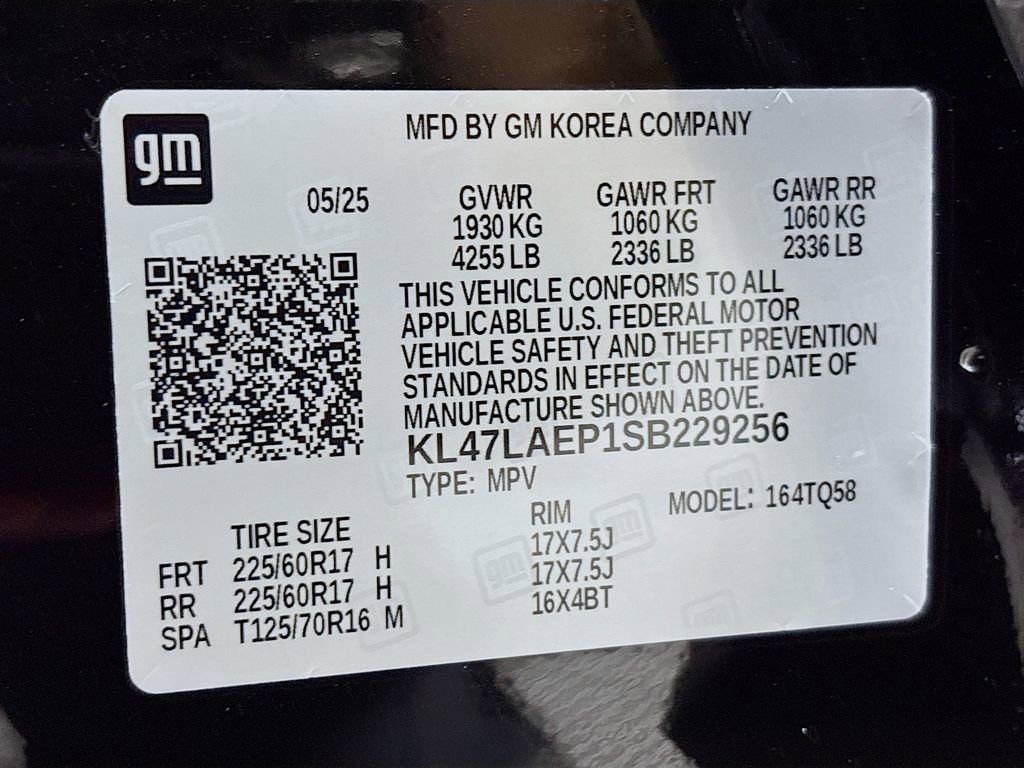 gm
MFD BY GM KOREA COMPANY
05/25
GVWR GAWR FRT GAWR RR
1930 KG 1060 KG 1060 KG
4255 LB 2336 LB 2336 LB
THIS VEHICLE CONFORMS TO ALL
APPLICABLE U.S. FEDERAL MOTOR
VEHICLE SAFETY AND THEFT PREVENTION
STANDARDS IN EFFECT ON THE DATE OF
MANUFACTURE SHOWN ABOVE.
KL47LAEP1SB229256
TYPE: MPV
MODEL: 164TQ58
TIRE SIZE RIM
FRT 225/60R17 H 17X7.5J
RR 225/60R17 H 17X7.5J
SPA T125/70R16 M 16X4BT